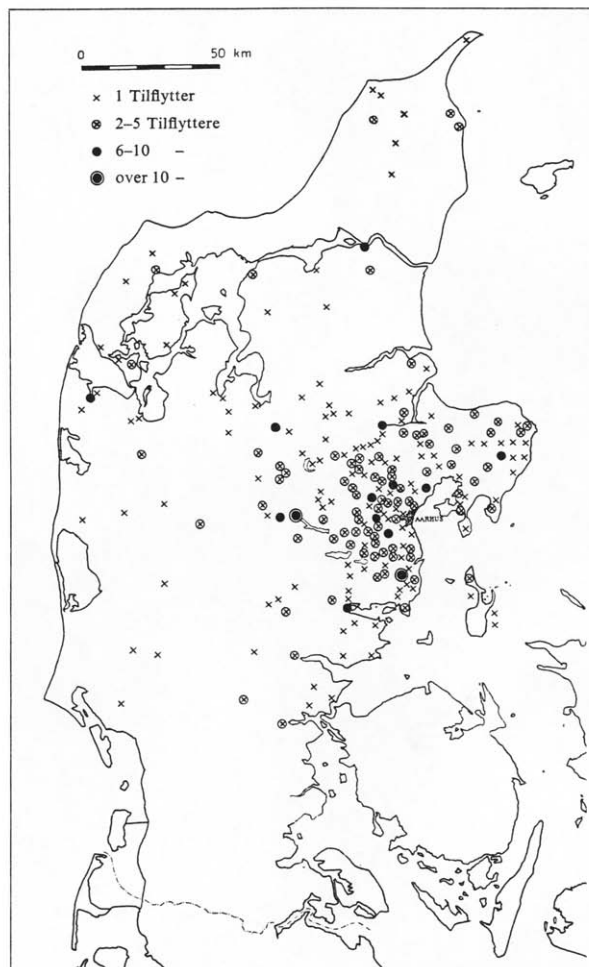 0 50 km
× 1 Tilflytter
⊗ 2–5 Tilflyttere
● 6–10 –
◉ over 10 –
AARHUS